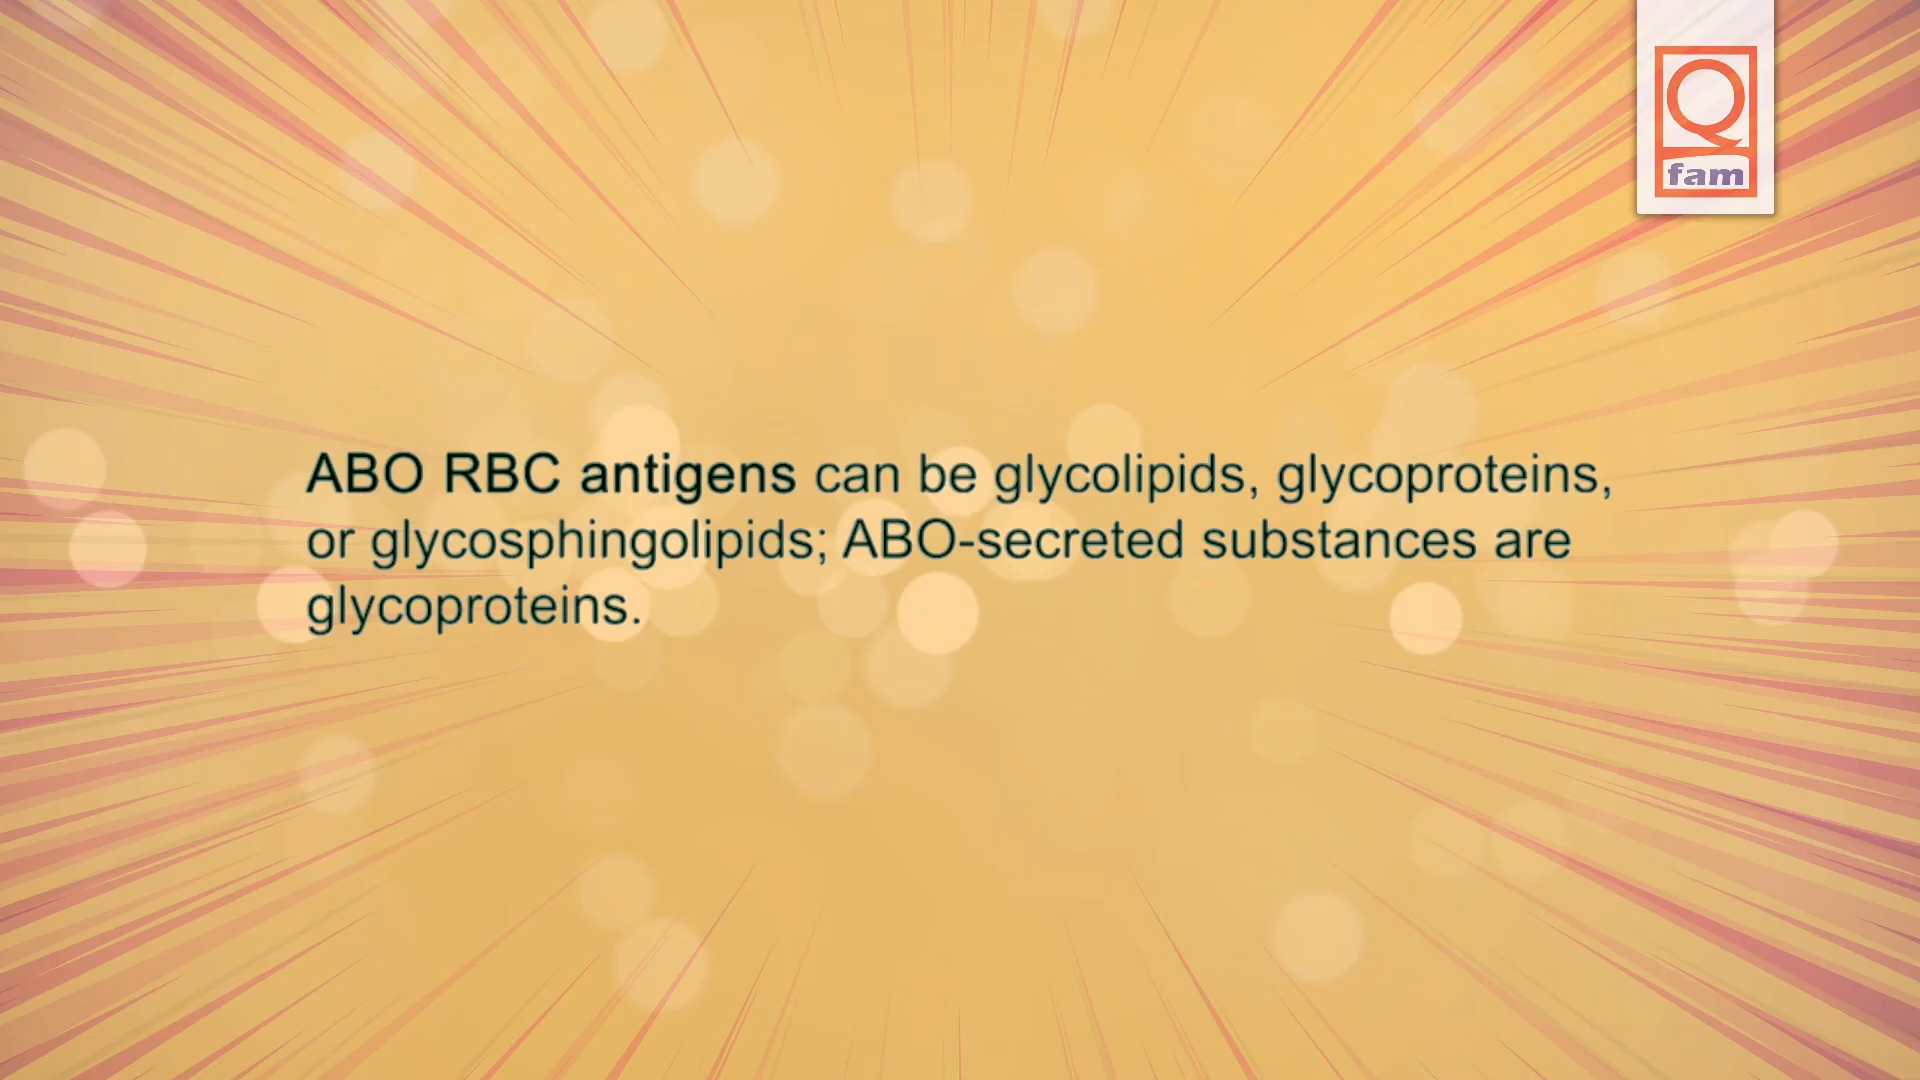 Q
fam
ABO RBC antigens can be glycolipids, glycoproteins,
or glycosphingolipids; ABO-secreted substances are
glycoproteins.